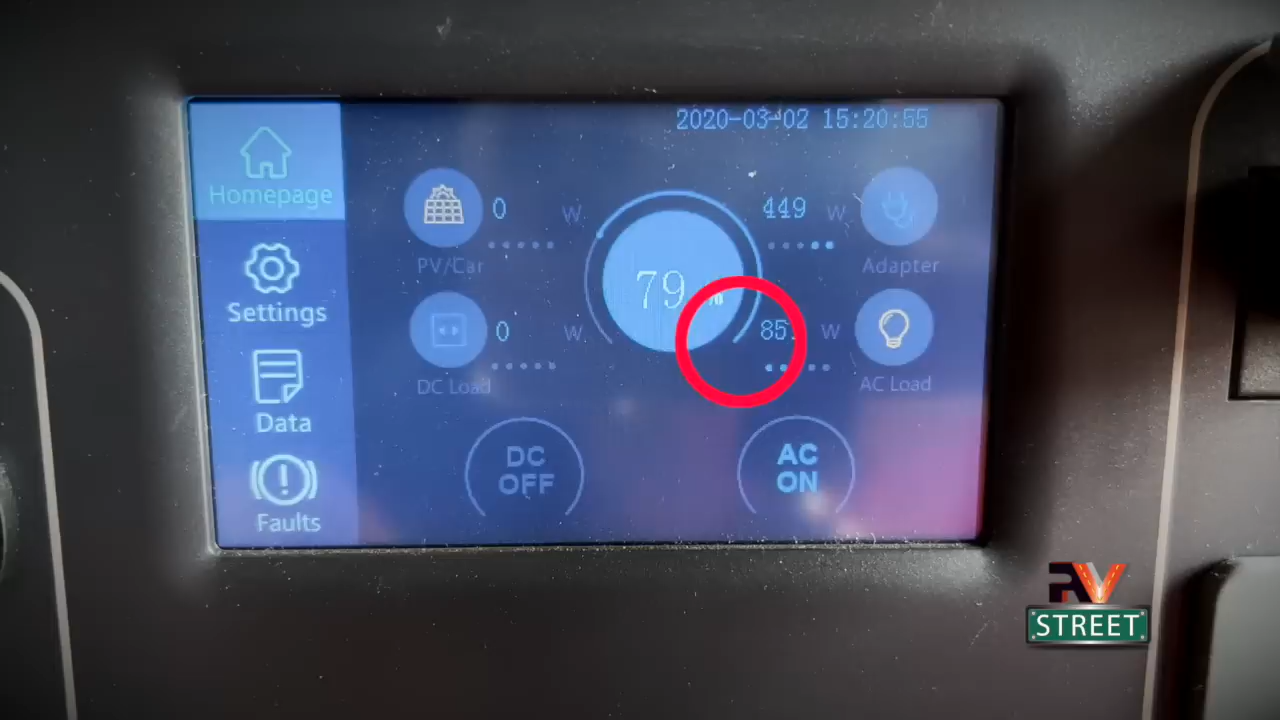 2020-03-02 15:20:55
Homepage
Settings
Data
Faults
0 W
PV/Car
0 W
DC Load
79 %
449 W
Adapter
W
AC Load
DC
OFF
AC
ON
RV
STREET